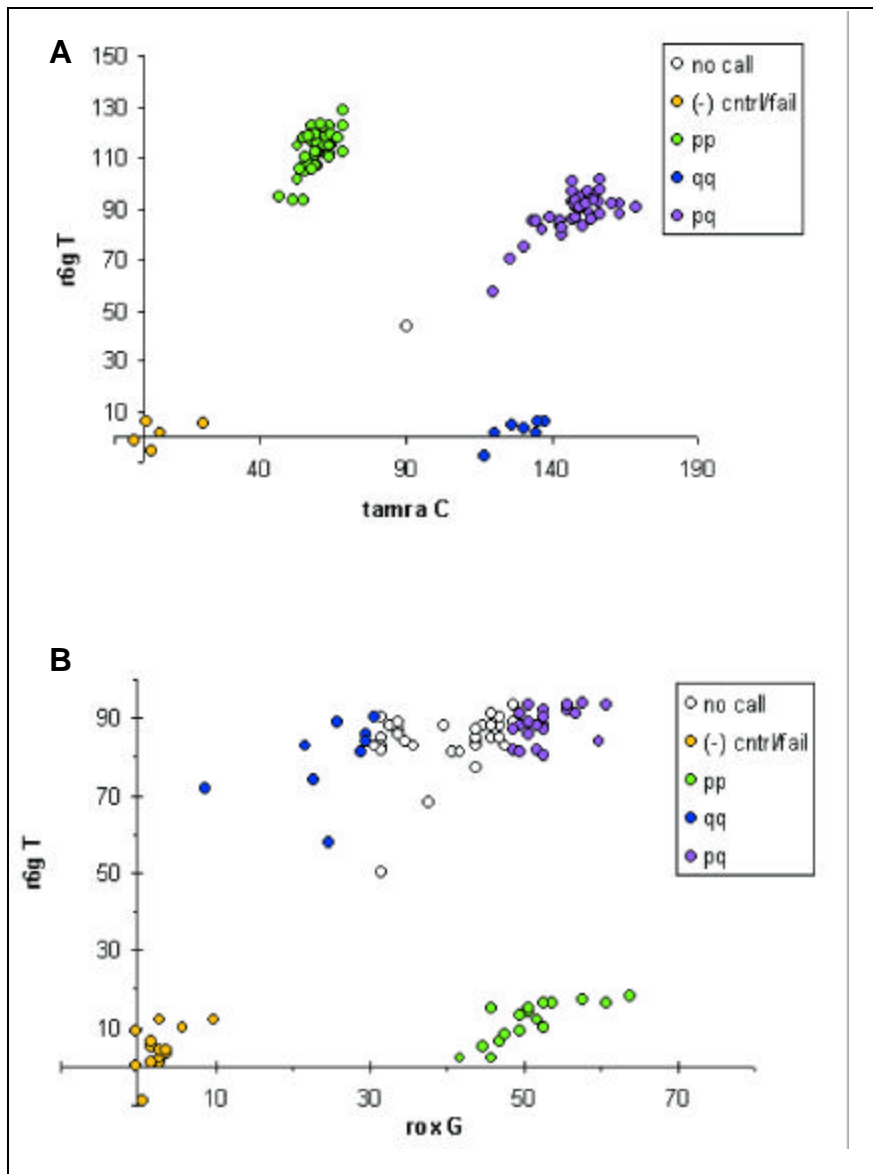 A
150
130
110
90
70
50
30
10
r6g T
40 90 140 190
tamra C
no call
(-) cntrl/fail
pp
qq
pq
B
90
70
50
30
10
r6g T
10 30 50 70
rox G
no call
(-) cntrl/fail
pp
qq
pq